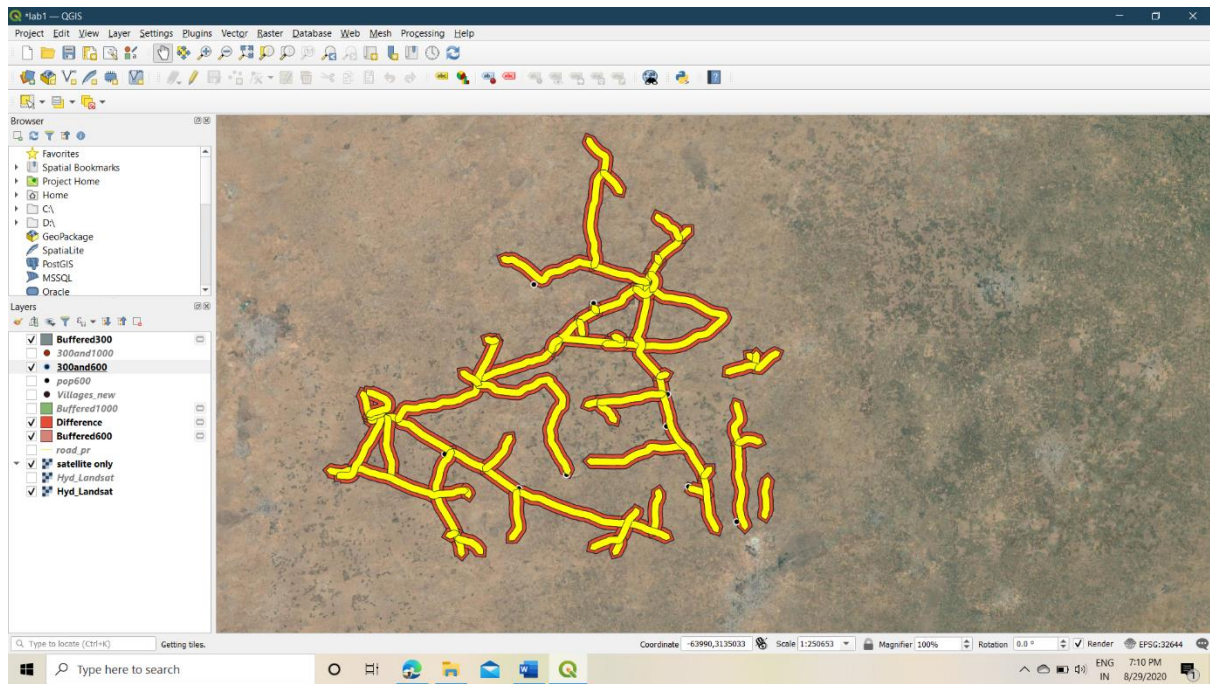 *lab1 — QGIS
Project Edit View Layer Settings Plugins Vector Raster Database Web Mesh Processing Help
Browser
Favorites
Spatial Bookmarks
Project Home
Home
C:\
D:\
GeoPackage
SpatiaLite
PostGIS
MSSQL
Oracle
Layers
Buffered300
300and1000
300and600
pop600
Villages_new
Buffered1000
Difference
Buffered600
road_pr
satellite only
Hyd_Landsat
Hyd_Landsat
Type to locate (Ctrl+K) Getting tiles. Coordinate -63990,3135033 Scale 1:250653 Magnifier 100% Rotation 0.0 ° Render EPSG:32644
Type here to search ENG 7:10 PM
IN 8/29/2020